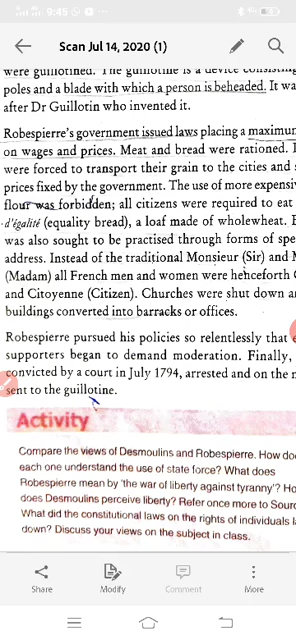 9:45
Scan Jul 14, 2020 (1)
were guillotined. The guillotine is a device consisting
poles and a blade with which a person is beheaded. It wa
after Dr Guillotin who invented it.
Robespierre's government issued laws placing a maximum
on wages and prices. Meat and bread were rationed.
were forced to transport their grain to the cities and
prices fixed by the government. The use of more expensi
flour was forbidden; all citizens were required to eat
d'égalité (equality bread), a loaf made of wholewheat. E
was also sought to be practised through forms of spe
address. Instead of the traditional Monsieur (Sir) and M
(Madam) all French men and women were henceforth C
and Citoyenne (Citizen). Churches were shut down a
buildings converted into barracks or offices.
Robespierre pursued his policies so relentlessly that e
supporters began to demand moderation. Finally,
convicted by a court in July 1794, arrested and on the n
sent to the guillotine.
Activity
Compare the views of Desmoulins and Robespierre. How do
each one understand the use of state force? What does
Robespierre mean by 'the war of liberty against tyranny'? Ho
does Desmoulins perceive liberty? Refer once more to Sourc
What did the constitutional laws on the rights of individuals l
down? Discuss your views on the subject in class.
Share
Modify
Comment
More